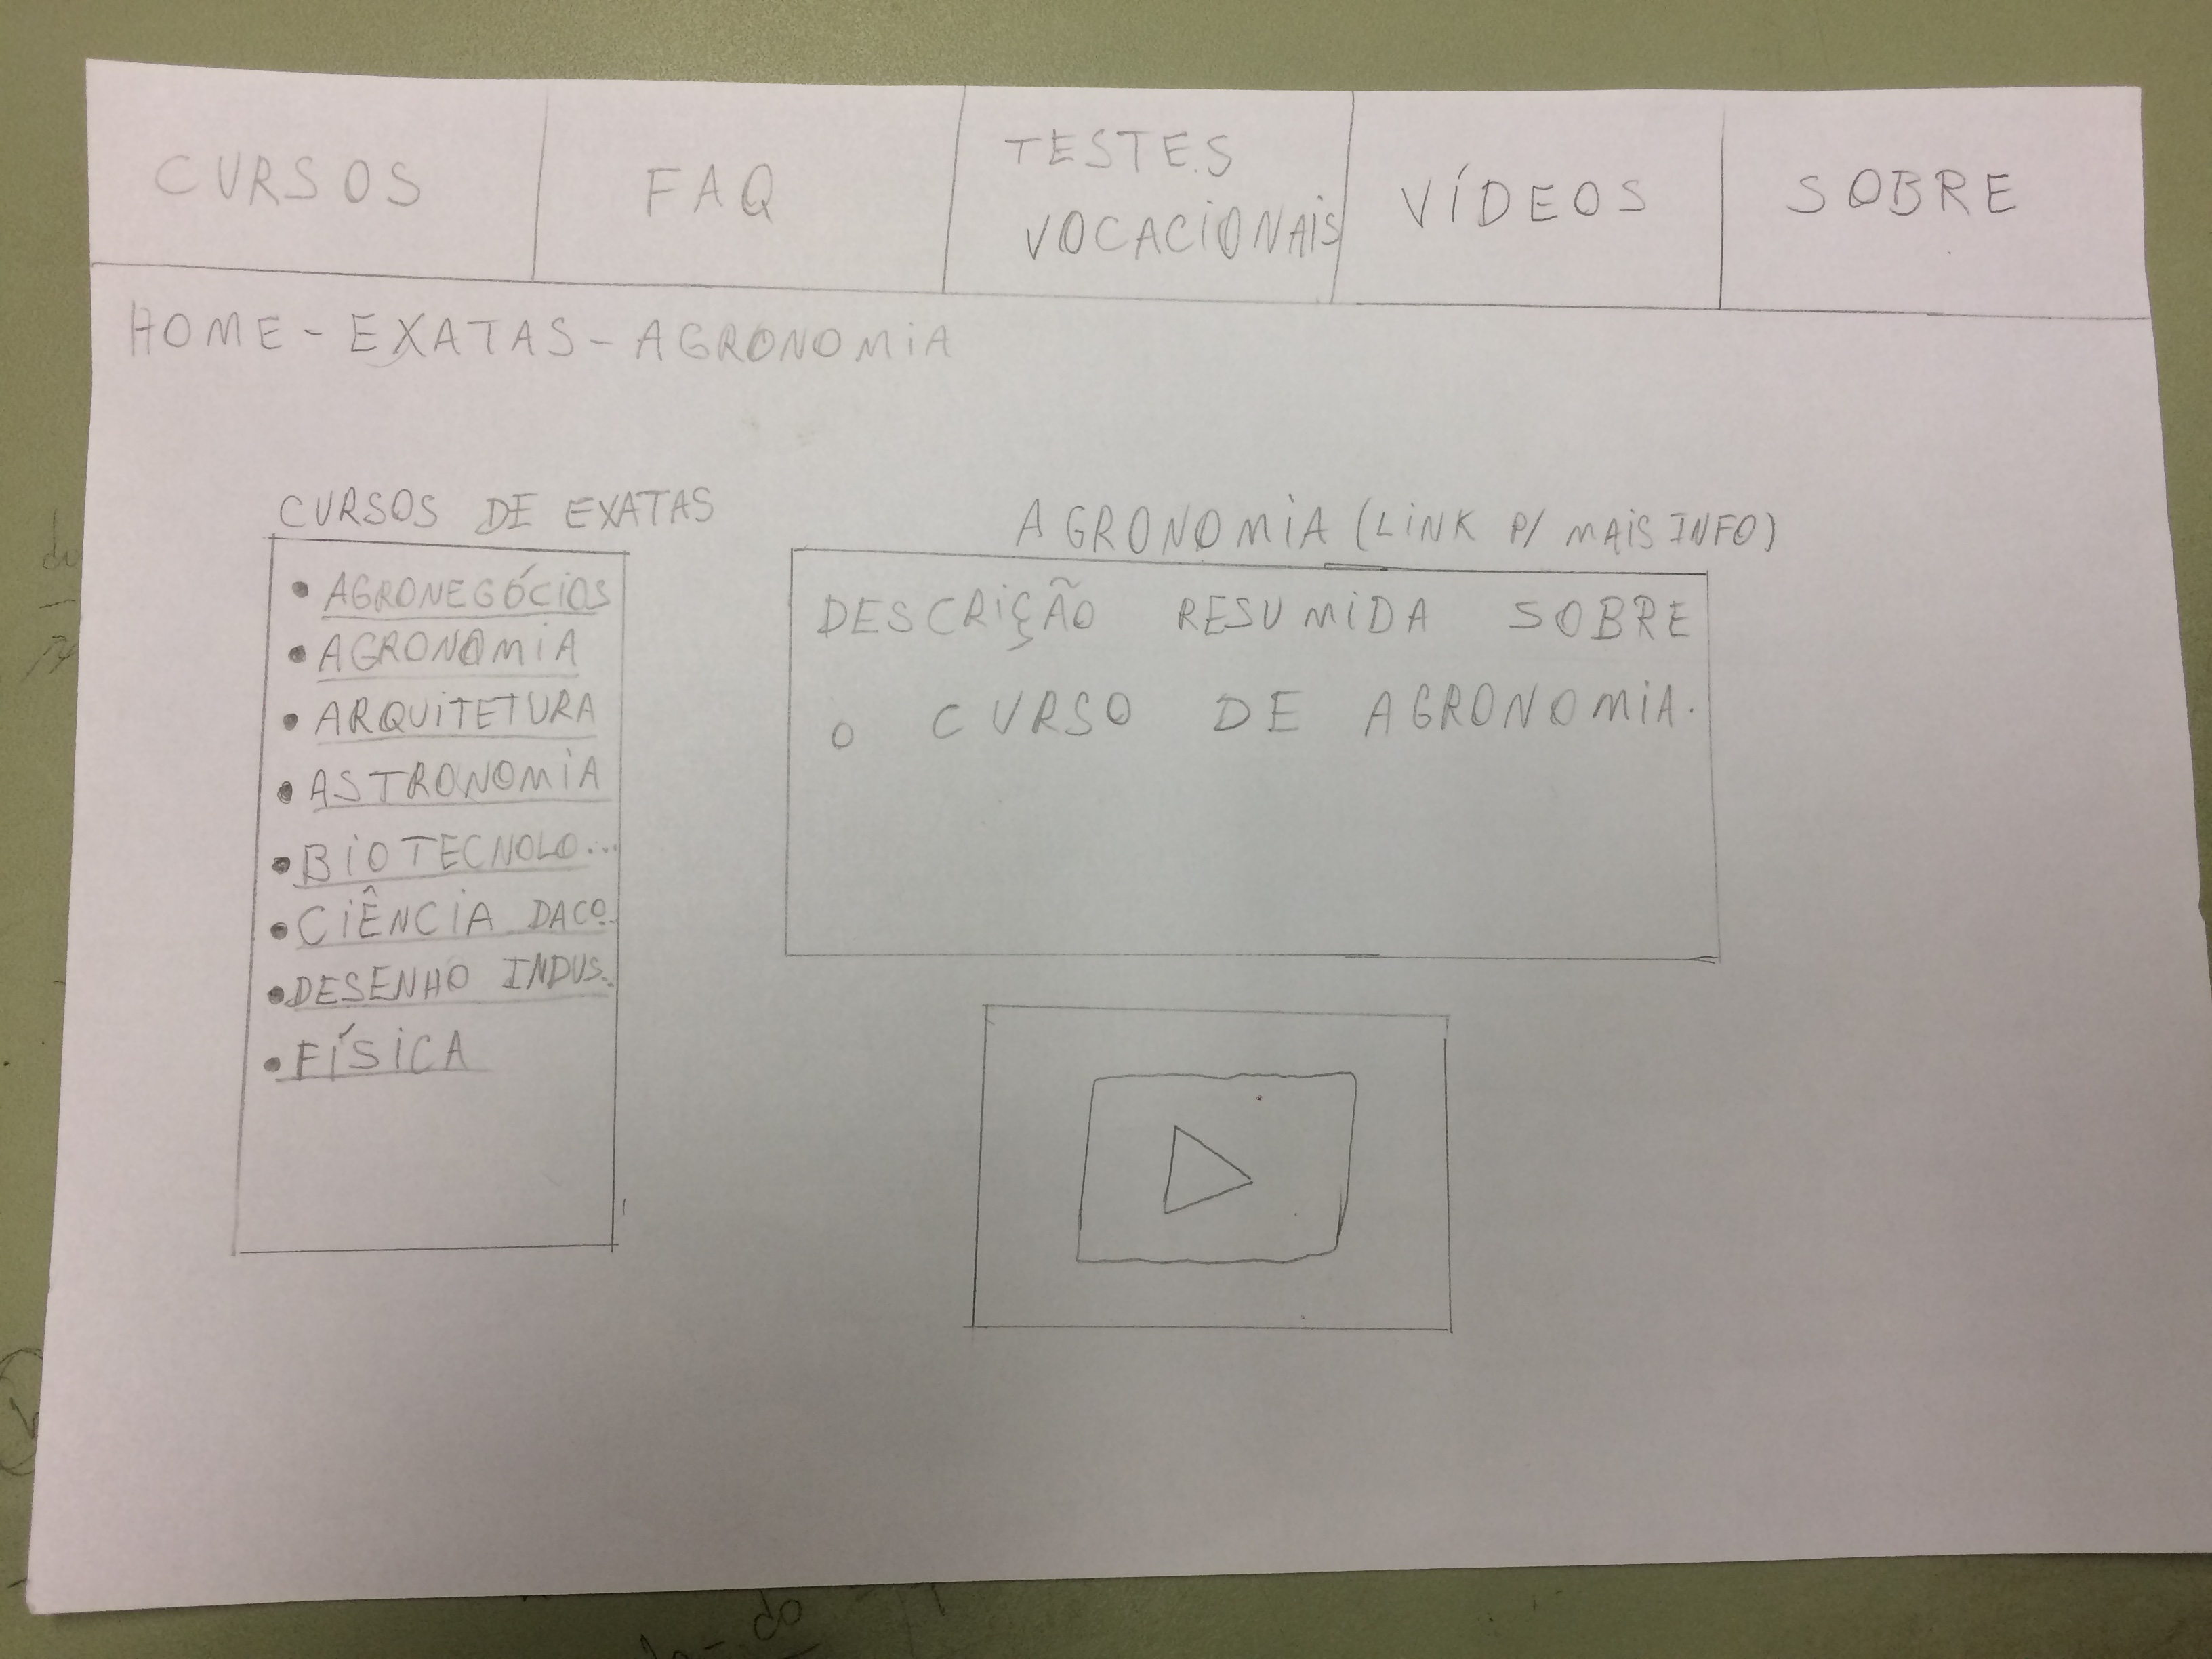 CURSOS
FAQ
TESTES
VOCACIONAIS
VÍDEOS
SOBRE
HOME - EXATAS - AGRONOMIA
CURSOS DE EXATAS
• AGRONEGÓCIOS
• AGRONOMIA
• ARQUITETURA
• ASTRONOMIA
• BIOTECNOLO...
• CIÊNCIA DA CO..
• DESENHO INDUS..
• FÍSICA
AGRONOMIA (LINK P/ MAIS INFO)
DESCRIÇÃO RESUMIDA SOBRE
O CURSO DE AGRONOMIA.
do